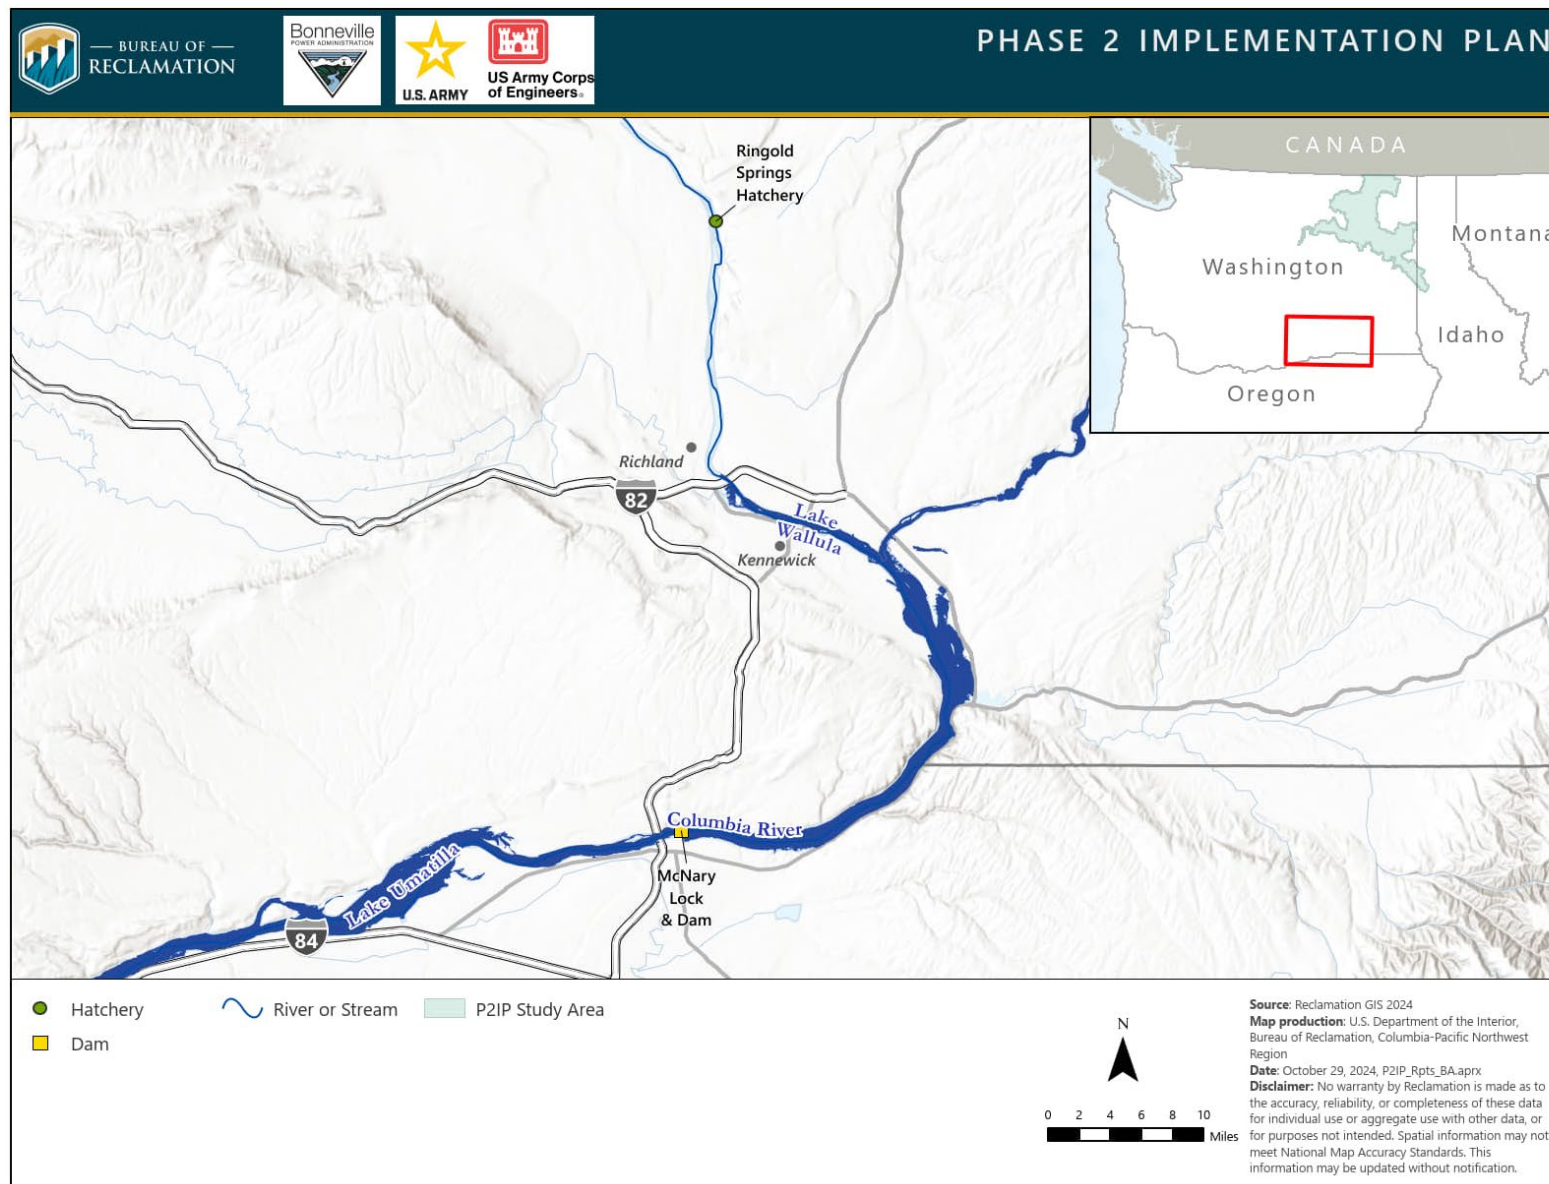 BUREAU OF
RECLAMATION
Bonneville
POWER ADMINISTRATION
U.S. ARMY
US Army Corps
of Engineers®
PHASE 2 IMPLEMENTATION PLAN
Ringold
Springs
Hatchery
CANADA
Montana
Washington
Idaho
Oregon
Richland
82
Lake
Wallula
Kennewick
Columbia River
McNary
Lock
& Dam
Lake Umatilla
84
Hatchery
River or Stream
P2IP Study Area
Dam
N
0 2 4 6 8 10
Miles
Source: Reclamation GIS 2024
Map production: U.S. Department of the Interior,
Bureau of Reclamation, Columbia-Pacific Northwest
Region
Date: October 29, 2024, P2IP_Rpts_BA.aprx
Disclaimer: No warranty by Reclamation is made as to
the accuracy, reliability, or completeness of these data
for individual use or aggregate use with other data, or
for purposes not intended. Spatial information may not
meet National Map Accuracy Standards. This
information may be updated without notification.